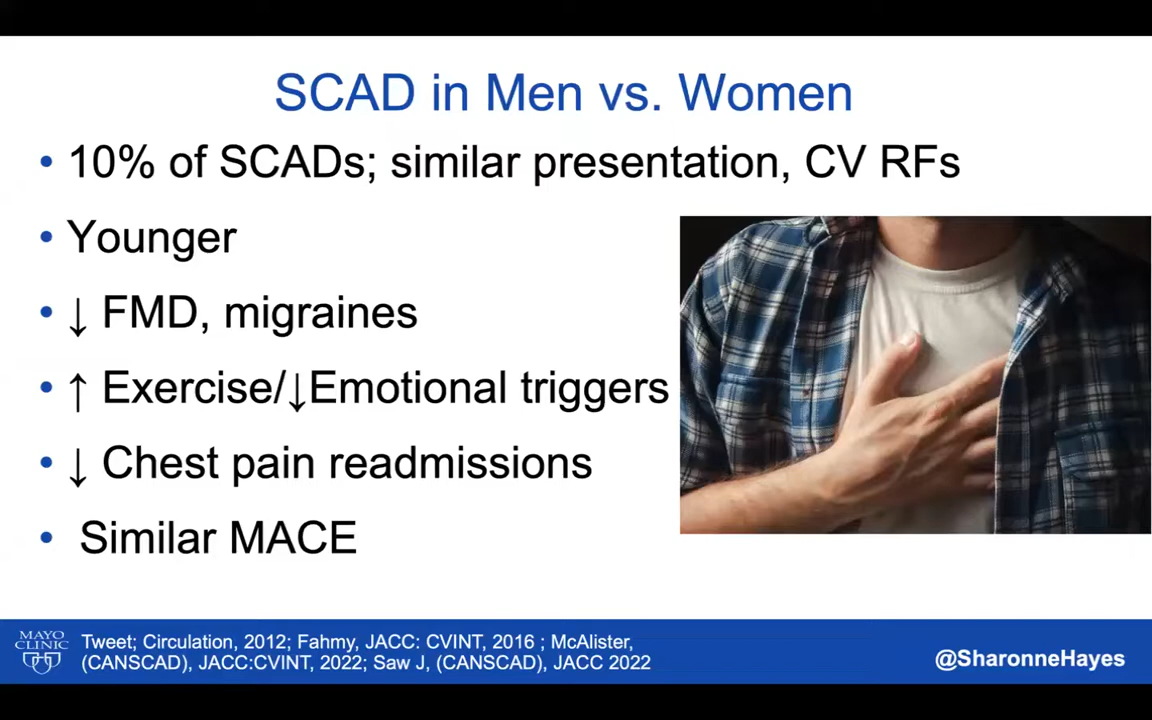 SCAD in Men vs. Women
• 10% of SCADs; similar presentation, CV RFs
• Younger
• ↓ FMD, migraines
• ↑ Exercise/↓Emotional triggers
• ↓ Chest pain readmissions
• Similar MACE
MAYO
CLINIC
Tweet; Circulation, 2012; Fahmy, JACC: CVINT, 2016 ; McAlister,
(CANSCAD), JACC:CVINT, 2022; Saw J, (CANSCAD), JACC 2022
@SharonneHayes